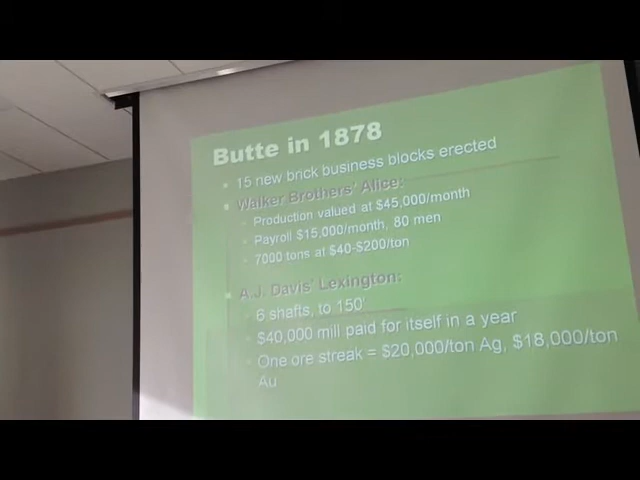 Butte in 1878
15 new brick business blocks erected
Walker Brothers' Alice:
Production valued at $45,000/month
Payroll $15,000/month, 80 men
7000 tons at $40-$200/ton
A.J. Davis' Lexington:
6 shafts, to 150'
$40,000 mill paid for itself in a year
One ore streak = $20,000/ton Ag, $18,000/ton
Au